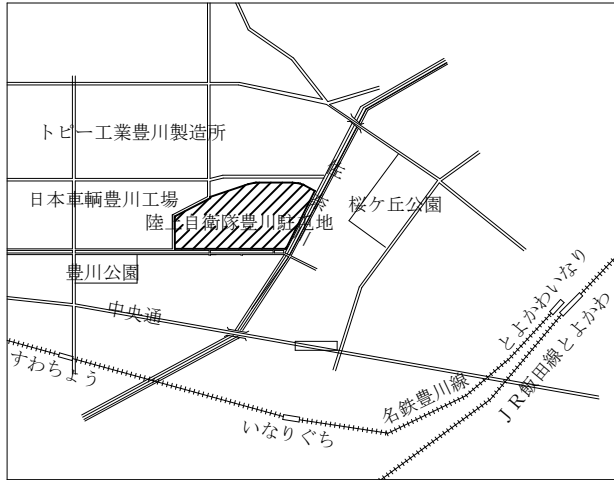 トピー工業豊川製造所
日本車輌豊川工場
陸上自衛隊豊川駐屯地
桜ケ丘公園
豊川公園
中央通
すわちょう
いなりぐち
名鉄豊川線
とよかわいなり
ＪＲ飯田線とよかわ